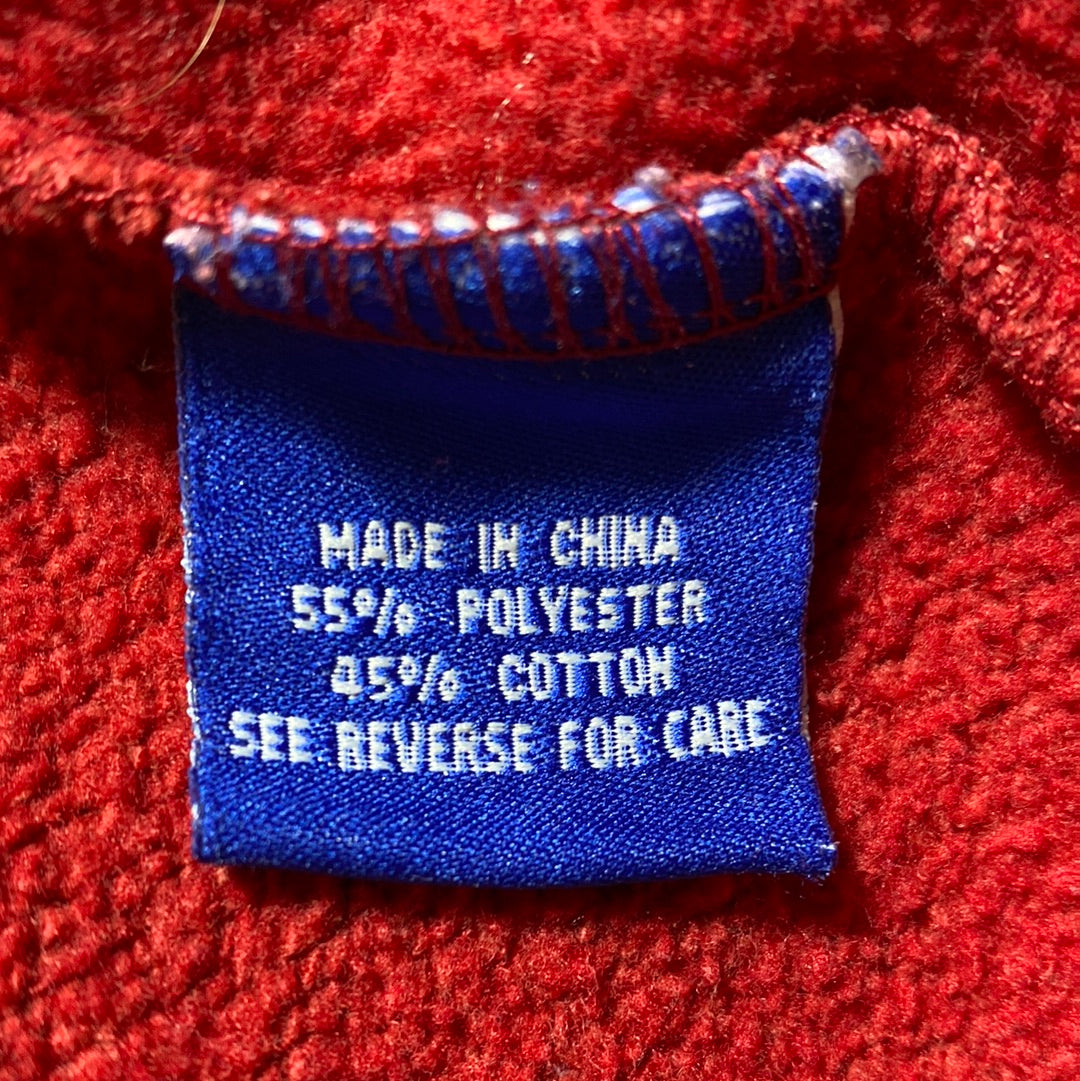 MADE IN CHINA
55% POLYESTER
45% COTTON
SEE REVERSE FOR CARE